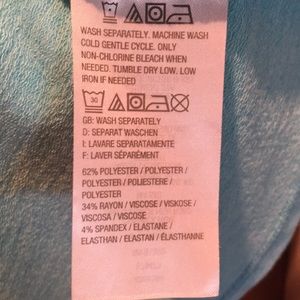 WASH SEPARATELY. MACHINE WASH
COLD GENTLE CYCLE. ONLY
NON-CHLORINE BLEACH WHEN
NEEDED. TUMBLE DRY LOW. LOW
IRON IF NEEDED
30
GB: WASH SEPARATELY
D: SEPARAT WASCHEN
I: LAVARE SEPARATAMENTE
F: LAVER SÉPARÉMENT
62% POLYESTER / POLYESTER /
POLYESTER / POLIESTERE /
POLYESTER
34% RAYON / VISCOSE / VISKOSE /
VISCOSA / VISCOSE
4% SPANDEX / ELASTANE /
ELASTHAN / ELASTAN / ÉLASTHANNE